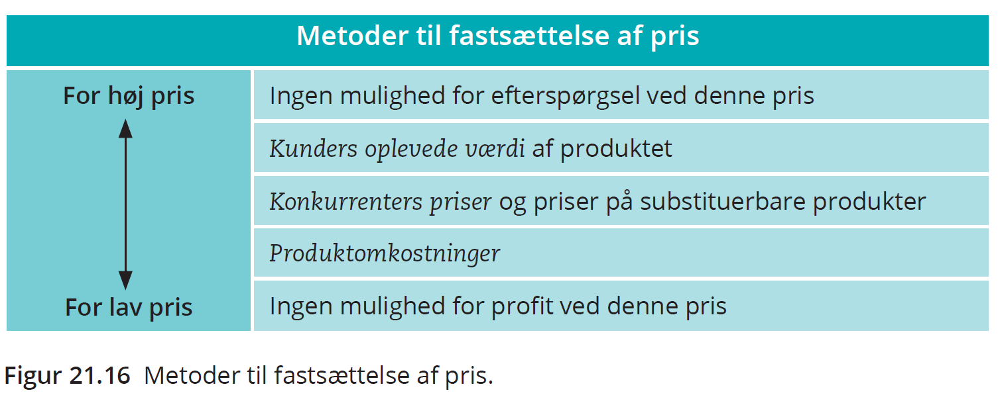 Metoder til fastsættelse af pris
For høj pris
Ingen mulighed for efterspørgsel ved denne pris
Kunders oplevede værdi af produktet
Konkurrenters priser og priser på substituerbare produkter
Produktomkostninger
For lav pris
Ingen mulighed for profit ved denne pris
Figur 21.16 Metoder til fastsættelse af pris.